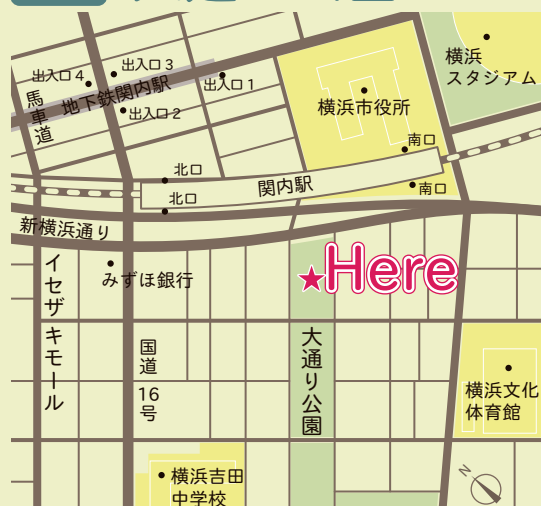 横浜
スタジアム
出入口3
出入口4
出入口1
地下鉄関内駅
馬車道
出入口2
横浜市役所
南口
北口
関内駅
南口
北口
新横浜通り
Here
みずほ銀行
イセザキモール
国道
16
号
大通り公園
横浜文化
体育館
横浜吉田
中学校
N